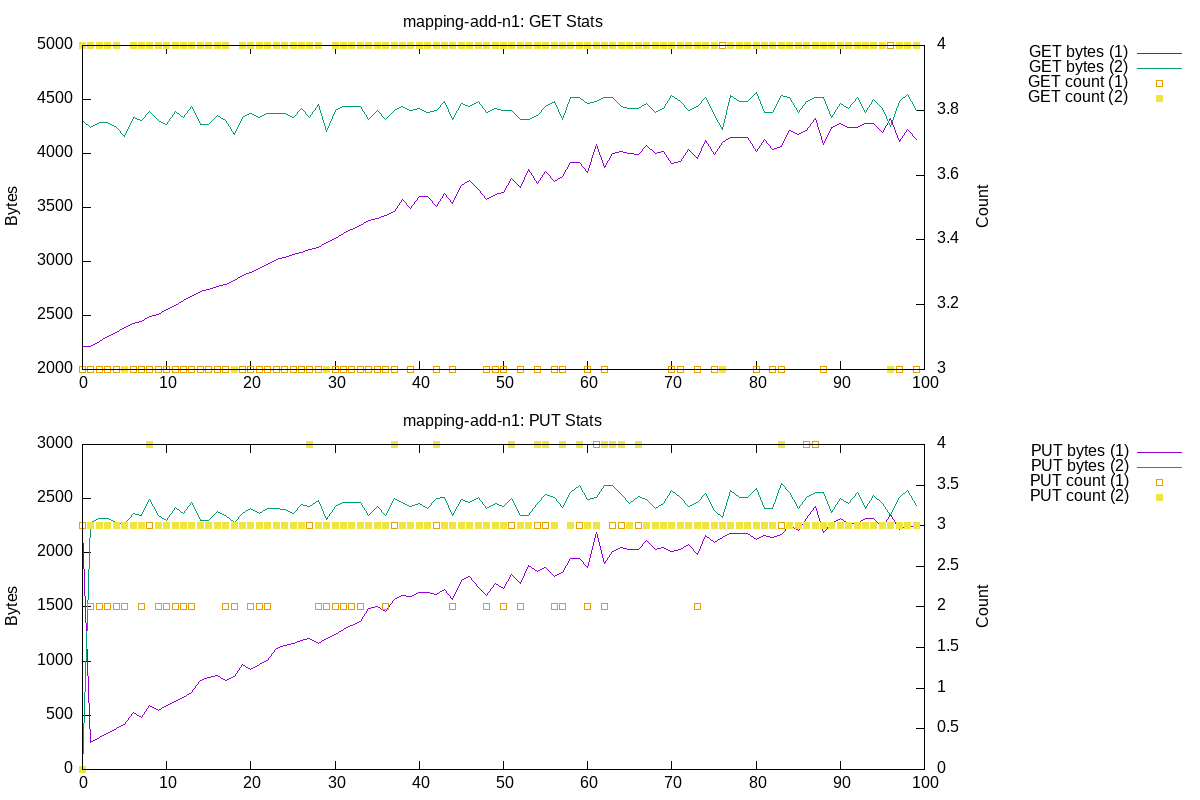 mapping-add-n1: GET Stats
5000
4500
4000
3500
3000
2500
2000
Bytes
0 10 20 30 40 50 60 70 80 90 100
4
3.8
3.6
3.4
3.2
3
Count
GET bytes (1)
GET bytes (2)
GET count (1)
GET count (2)
mapping-add-n1: PUT Stats
3000
2500
2000
1500
1000
500
0
Bytes
0 10 20 30 40 50 60 70 80 90 100
4
3.5
3
2.5
2
1.5
1
0.5
0
Count
PUT bytes (1)
PUT bytes (2)
PUT count (1)
PUT count (2)